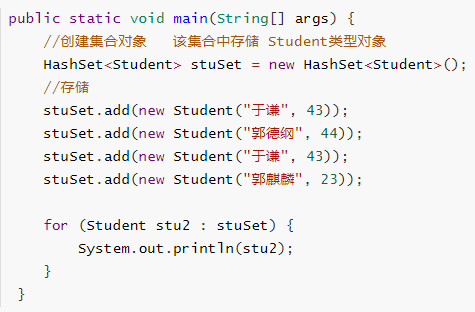 public static void main(String[] args) {
    //创建集合对象   该集合中存储 Student类型对象
    HashSet<Student> stuSet = new HashSet<Student>();
    //存储
    stuSet.add(new Student("于谦", 43));
    stuSet.add(new Student("郭德纲", 44));
    stuSet.add(new Student("于谦", 43));
    stuSet.add(new Student("郭麒麟", 23));

    for (Student stu2 : stuSet) {
        System.out.println(stu2);
    }
}